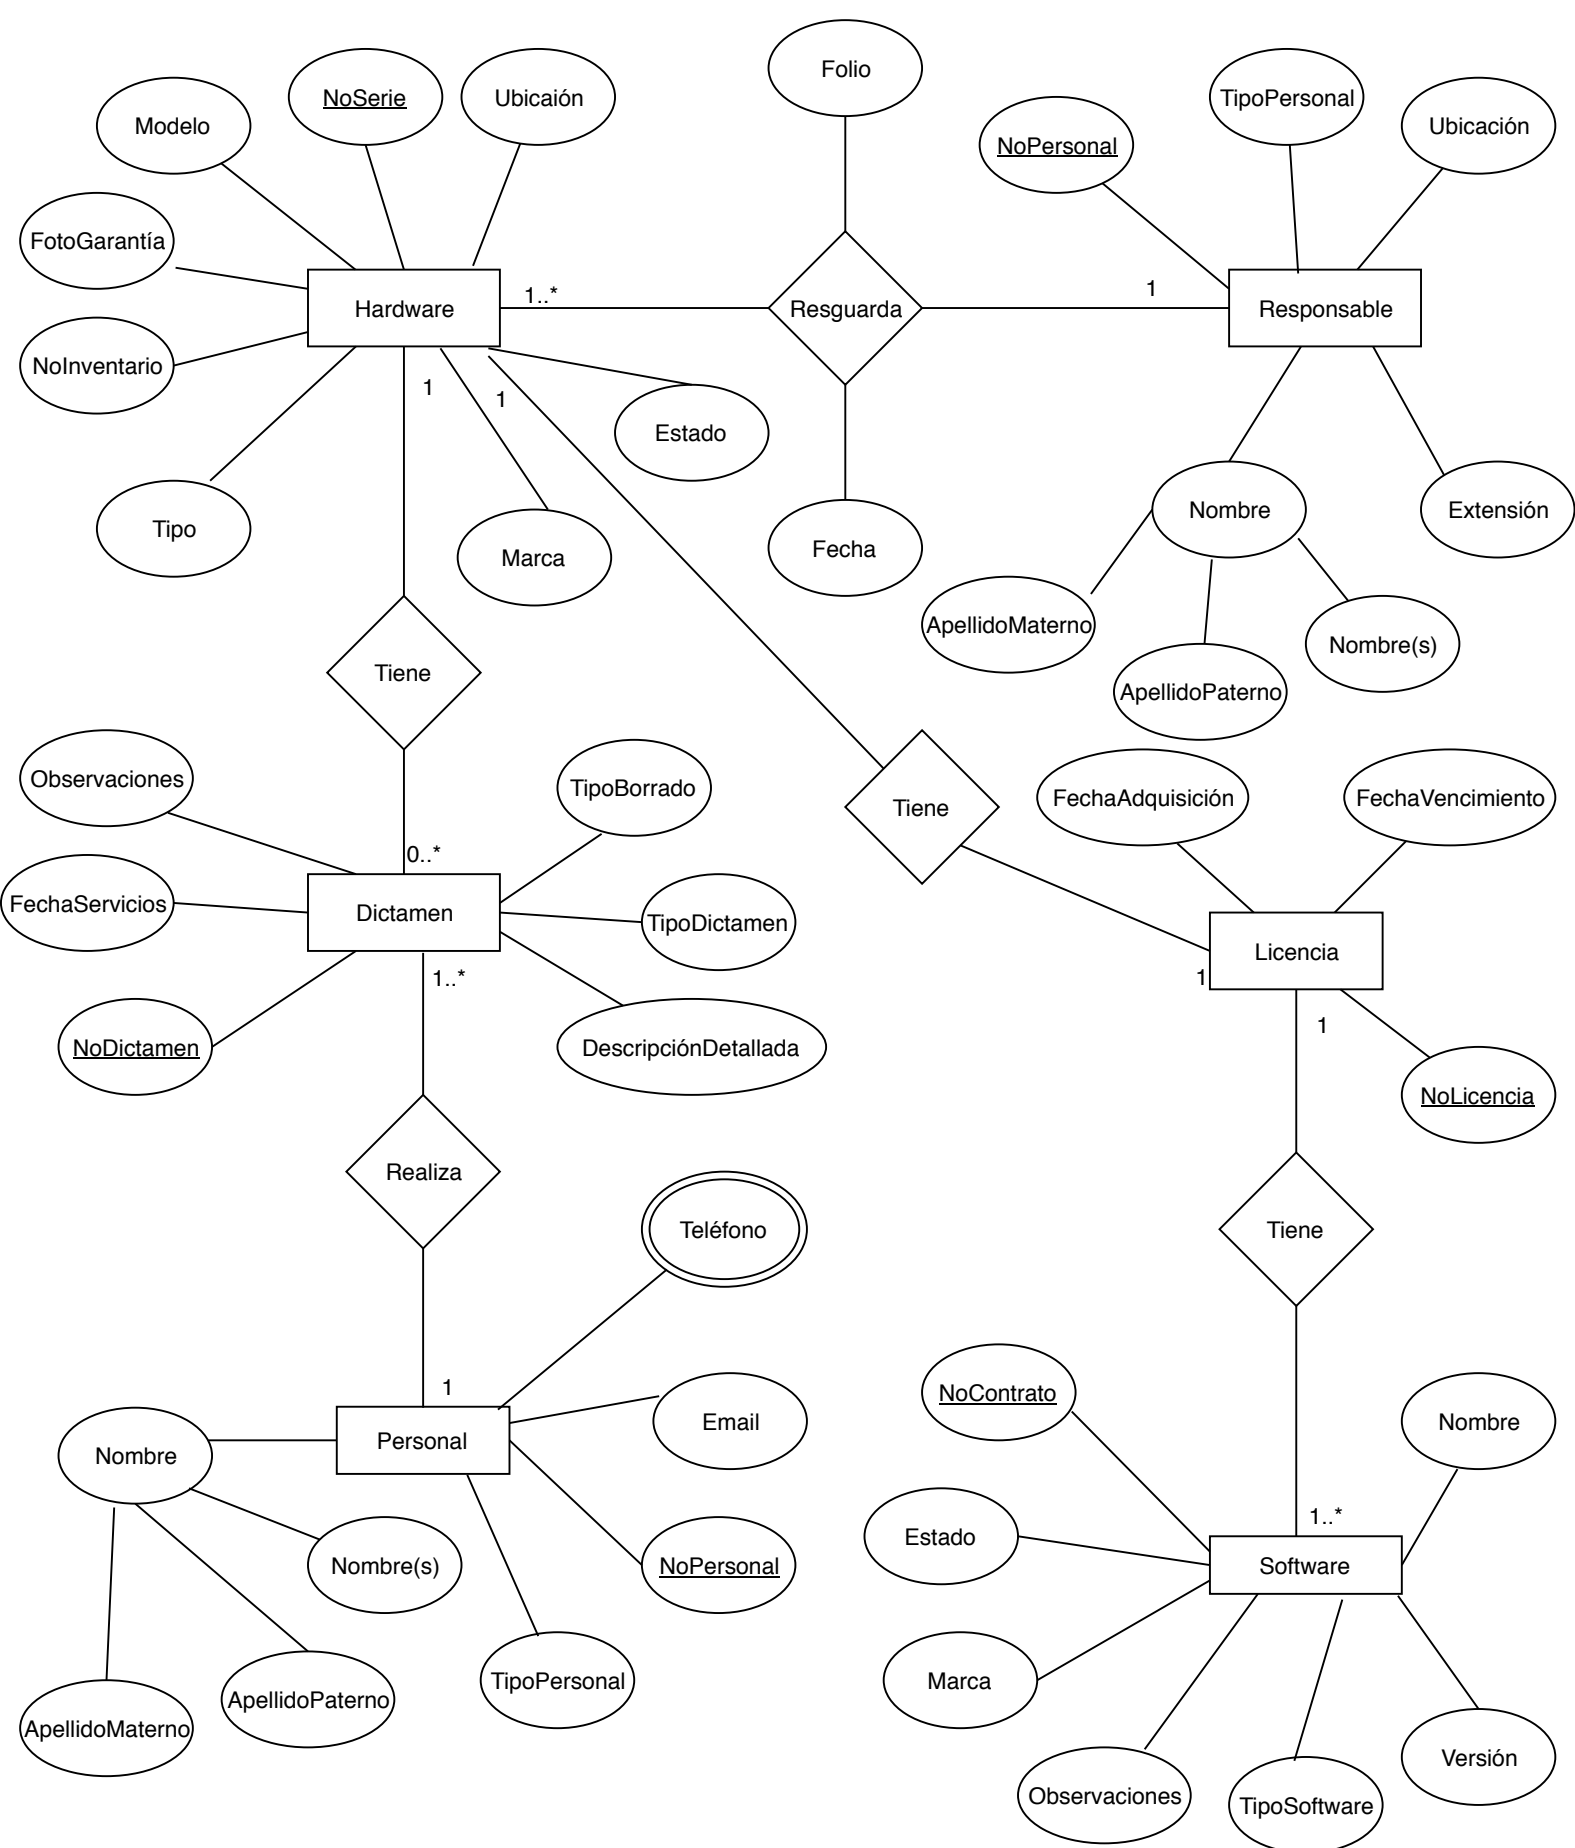 Folio
NoSerie
Ubicaión
TipoPersonal
Modelo
Ubicación
NoPersonal
FotoGarantía
1..*
1
Hardware
Resguarda
Responsable
NoInventario
1
1
Estado
Nombre
Extensión
Tipo
Marca
Fecha
ApellidoMaterno
Nombre(s)
Tiene
ApellidoPaterno
Observaciones
TipoBorrado
FechaAdquisición
FechaVencimiento
Tiene
0..*
FechaServicios
Dictamen
TipoDictamen
Licencia
1..*
1
1
NoDictamen
DescripciónDetallada
NoLicencia
Realiza
Teléfono
Tiene
1
NoContrato
Nombre
Email
Personal
Nombre
1..*
Estado
Nombre(s)
NoPersonal
Software
Marca
TipoPersonal
ApellidoPaterno
ApellidoMaterno
Versión
Observaciones
TipoSoftware